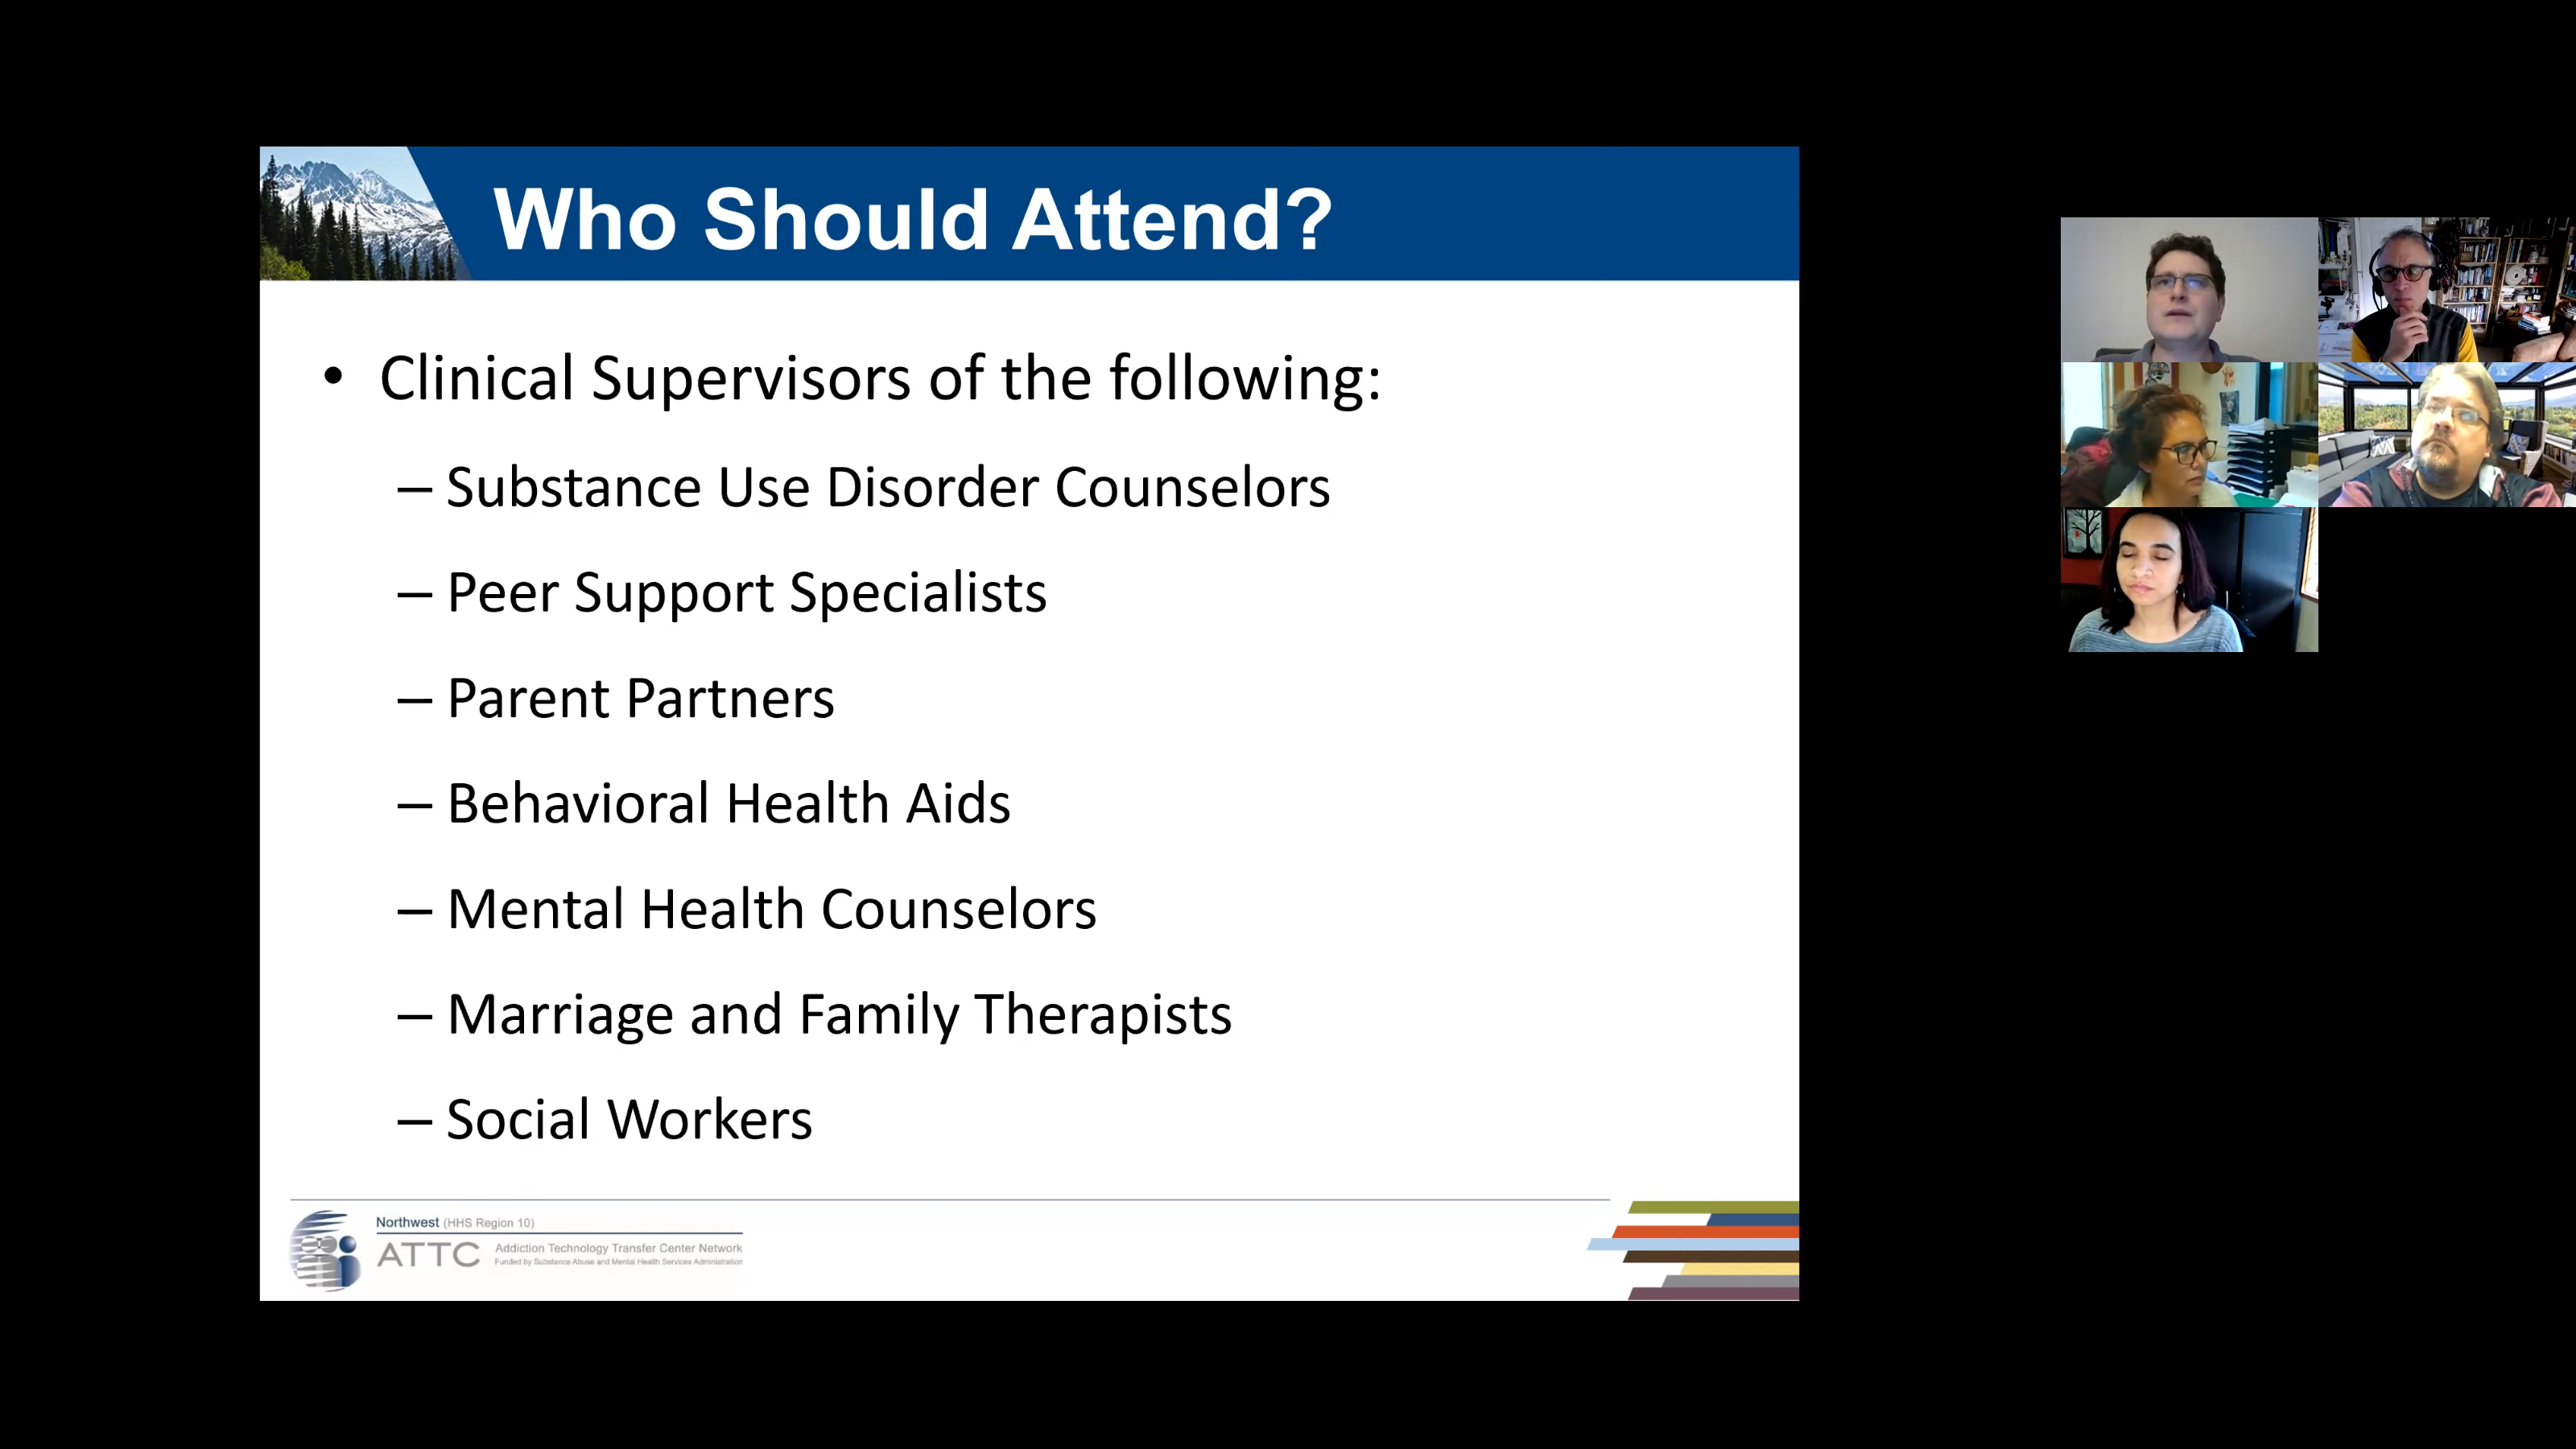 Who Should Attend?
• Clinical Supervisors of the following:
– Substance Use Disorder Counselors
– Peer Support Specialists
– Parent Partners
– Behavioral Health Aids
– Mental Health Counselors
– Marriage and Family Therapists
– Social Workers
Northwest (HHS Region 10)
ATTC Addiction Technology Transfer Center Network
Funded by Substance Abuse and Mental Health Services Administration